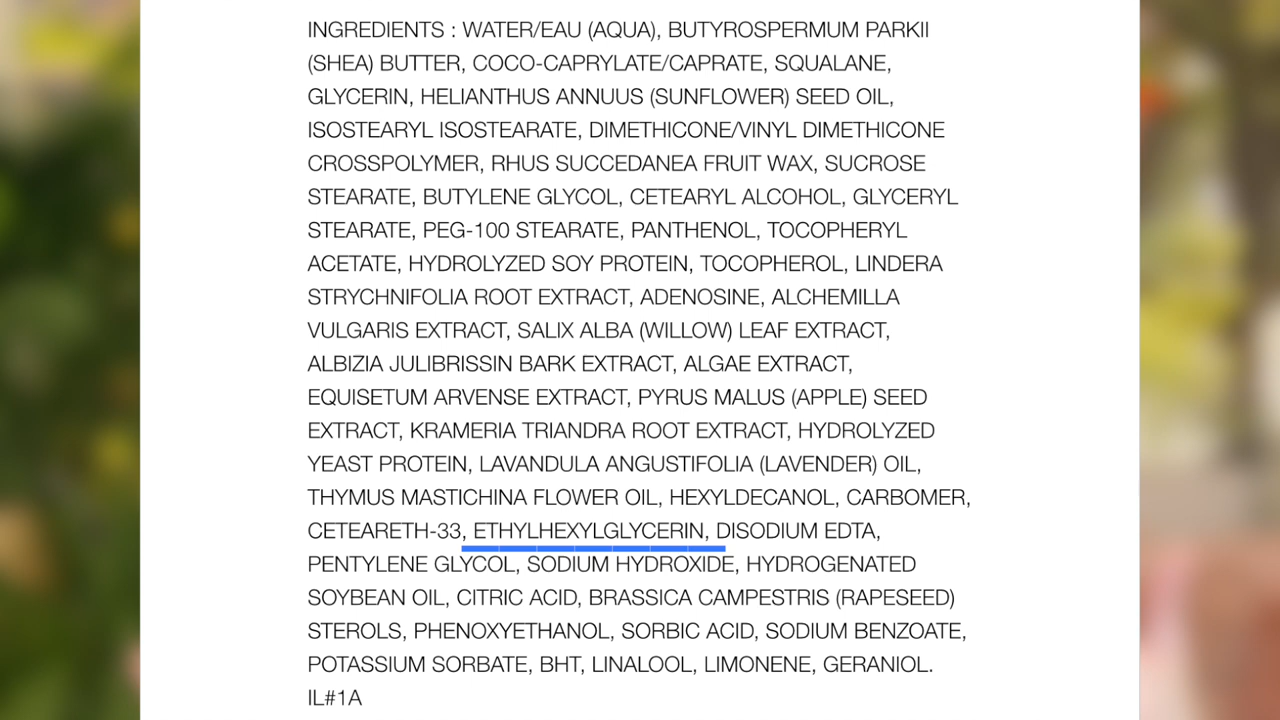 INGREDIENTS : WATER/EAU (AQUA), BUTYROSPERMUM PARKII
(SHEA) BUTTER, COCO-CAPRYLATE/CAPRATE, SQUALANE,
GLYCERIN, HELIANTHUS ANNUUS (SUNFLOWER) SEED OIL,
ISOSTEARYL ISOSTEARATE, DIMETHICONE/VINYL DIMETHICONE
CROSSPOLYMER, RHUS SUCCEDANEA FRUIT WAX, SUCROSE
STEARATE, BUTYLENE GLYCOL, CETEARYL ALCOHOL, GLYCERYL
STEARATE, PEG-100 STEARATE, PANTHENOL, TOCOPHERYL
ACETATE, HYDROLYZED SOY PROTEIN, TOCOPHEROL, LINDERA
STRYCHNIFOLIA ROOT EXTRACT, ADENOSINE, ALCHEMILLA
VULGARIS EXTRACT, SALIX ALBA (WILLOW) LEAF EXTRACT,
ALBIZIA JULIBRISSIN BARK EXTRACT, ALGAE EXTRACT,
EQUISETUM ARVENSE EXTRACT, PYRUS MALUS (APPLE) SEED
EXTRACT, KRAMERIA TRIANDRA ROOT EXTRACT, HYDROLYZED
YEAST PROTEIN, LAVANDULA ANGUSTIFOLIA (LAVENDER) OIL,
THYMUS MASTICHINA FLOWER OIL, HEXYLDECANOL, CARBOMER,
CETEARETH-33, ETHYLHEXYLGLYCERIN, DISODIUM EDTA,
PENTYLENE GLYCOL, SODIUM HYDROXIDE, HYDROGENATED
SOYBEAN OIL, CITRIC ACID, BRASSICA CAMPESTRIS (RAPESEED)
STEROLS, PHENOXYETHANOL, SORBIC ACID, SODIUM BENZOATE,
POTASSIUM SORBATE, BHT, LINALOOL, LIMONENE, GERANIOL.
IL#1A